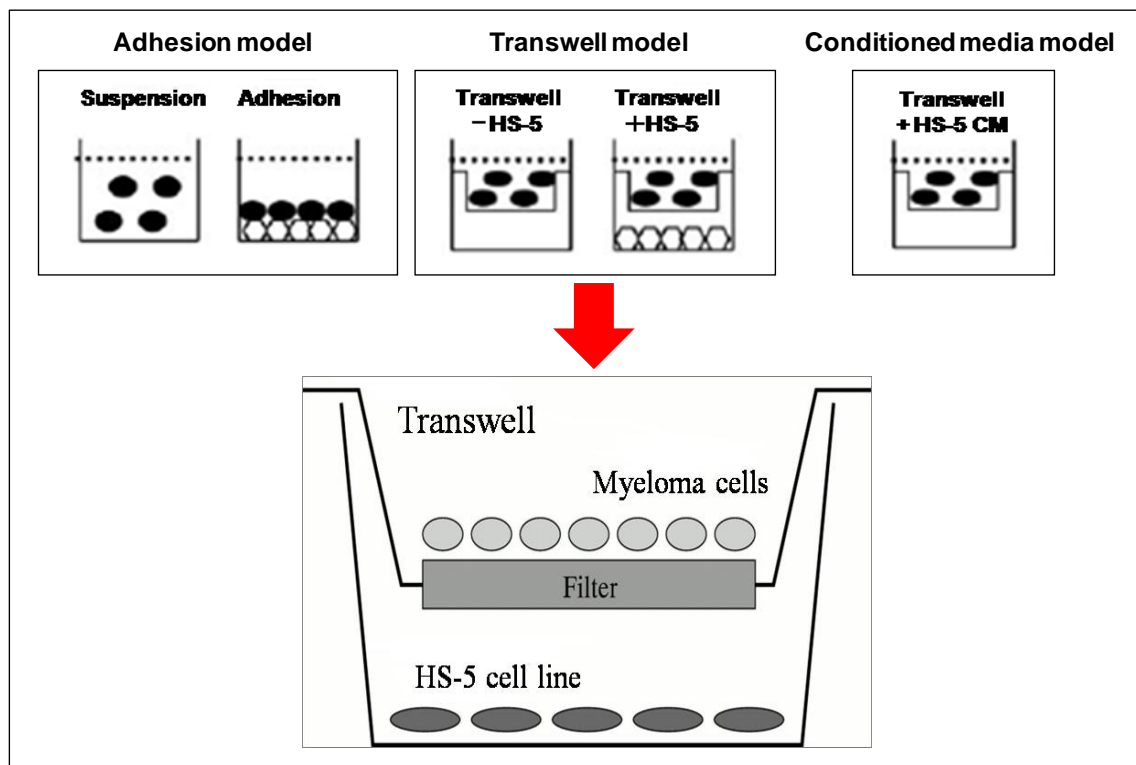 Adhesion model
Transwell model
Conditioned media model
Suspension
Adhesion
Transwell
−HS-5
Transwell
+HS-5
Transwell
+HS-5 CM
Transwell
Myeloma cells
Filter
HS-5 cell line